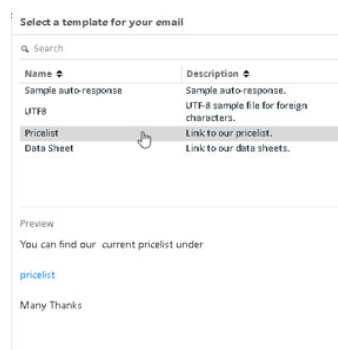 Select a template for your email
Search
Name Description
Sample auto-response Sample auto-response.
UTF8 UTF-8 sample file for foreign
characters.
Pricelist Link to our pricelist.
Data Sheet Link to our data sheets.
Preview
You can find our current pricelist under
pricelist
Many Thanks